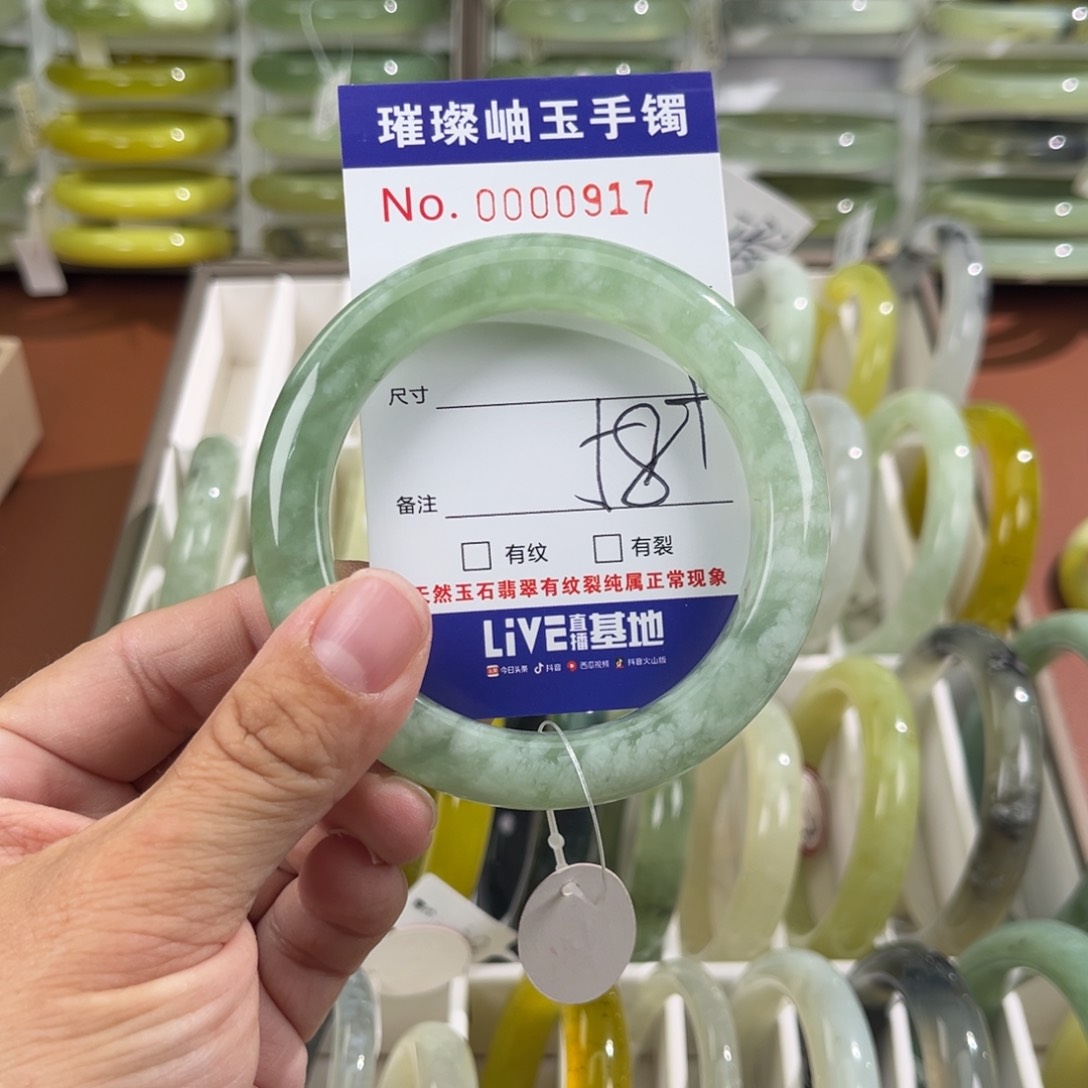 璀璨岫玉手镯
No. 0000917
尺寸
备注
有纹 有裂
天然玉石翡翠有纹裂纯属正常现象
LiVE直播基地
今日头条 抖音 西瓜视频 抖音火山版